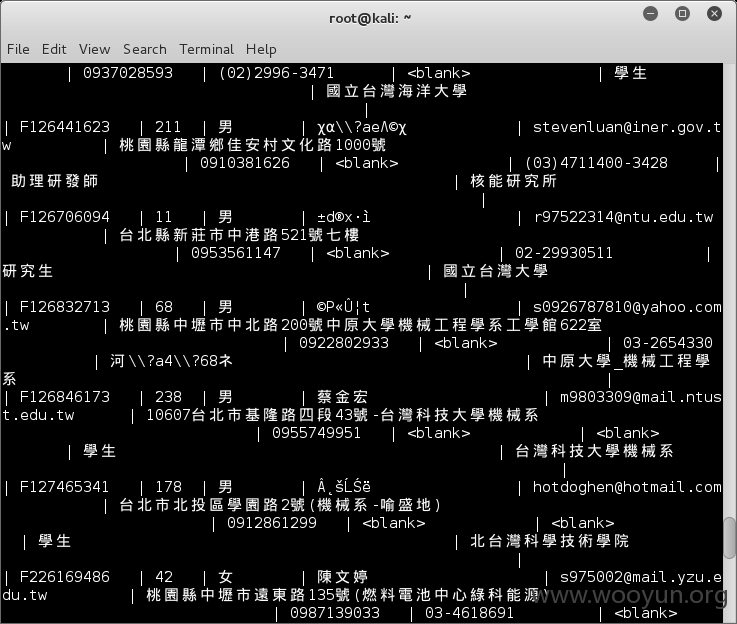 root@kali: ~
File Edit View Search Terminal Help
| 0937028593 | (02)2996-3471 | <blank> | 學生
| 國立台灣海洋大學
|
| F126441623 | 211 | 男 | χα\\?ae/\©χ | stevenluan@iner.gov.t
w | 桃園縣龍潭鄉佳安村文化路1000號
| 0910381626 | <blank> | (03)4711400-3428 |
助理研發師 | 核能研究所
|
| F126706094 | 11 | 男 | ±d®x·ì | r97522314@ntu.edu.tw
| 台北縣新莊市中港路521號七樓
| 0953561147 | <blank> | 02-29930511 |
研究生 | 國立台灣大學
|
| F126832713 | 68 | 男 | ©P«Û¦t | s0926787810@yahoo.com
.tw | 桃園縣中壢市中北路200號中原大學機械工程學系工學館622室
| 0922802933 | <blank> | 03-2654330
| 河\\?a4\\?68ネ | 中原大學_機械工程學
系 |
| F126846173 | 238 | 男 | 蔡金宏 | m9803309@mail.ntus
t.edu.tw | 10607台北市基隆路四段43號-台灣科技大學機械系
| 0955749951 | <blank> | <blank>
| 學生 | 台灣科技大學機械系
|
| F127465341 | 178 | 男 | Â¸šĹŚë | hotdoghen@hotmail.com
| 台北市北投區學園路2號(機械系-喻盛地)
| 0912861299 | <blank> | <blank>
| 學生 | 北台灣科學技術學院
|
| F226169486 | 42 | 女 | 陳文婷 | s975002@mail.yzu.e
du.tw | 桃園縣中壢市遠東路135號(燃料電池中心綠科能源
| 0987139033 | 03-4618691 | <blank>
www.wooyun.org